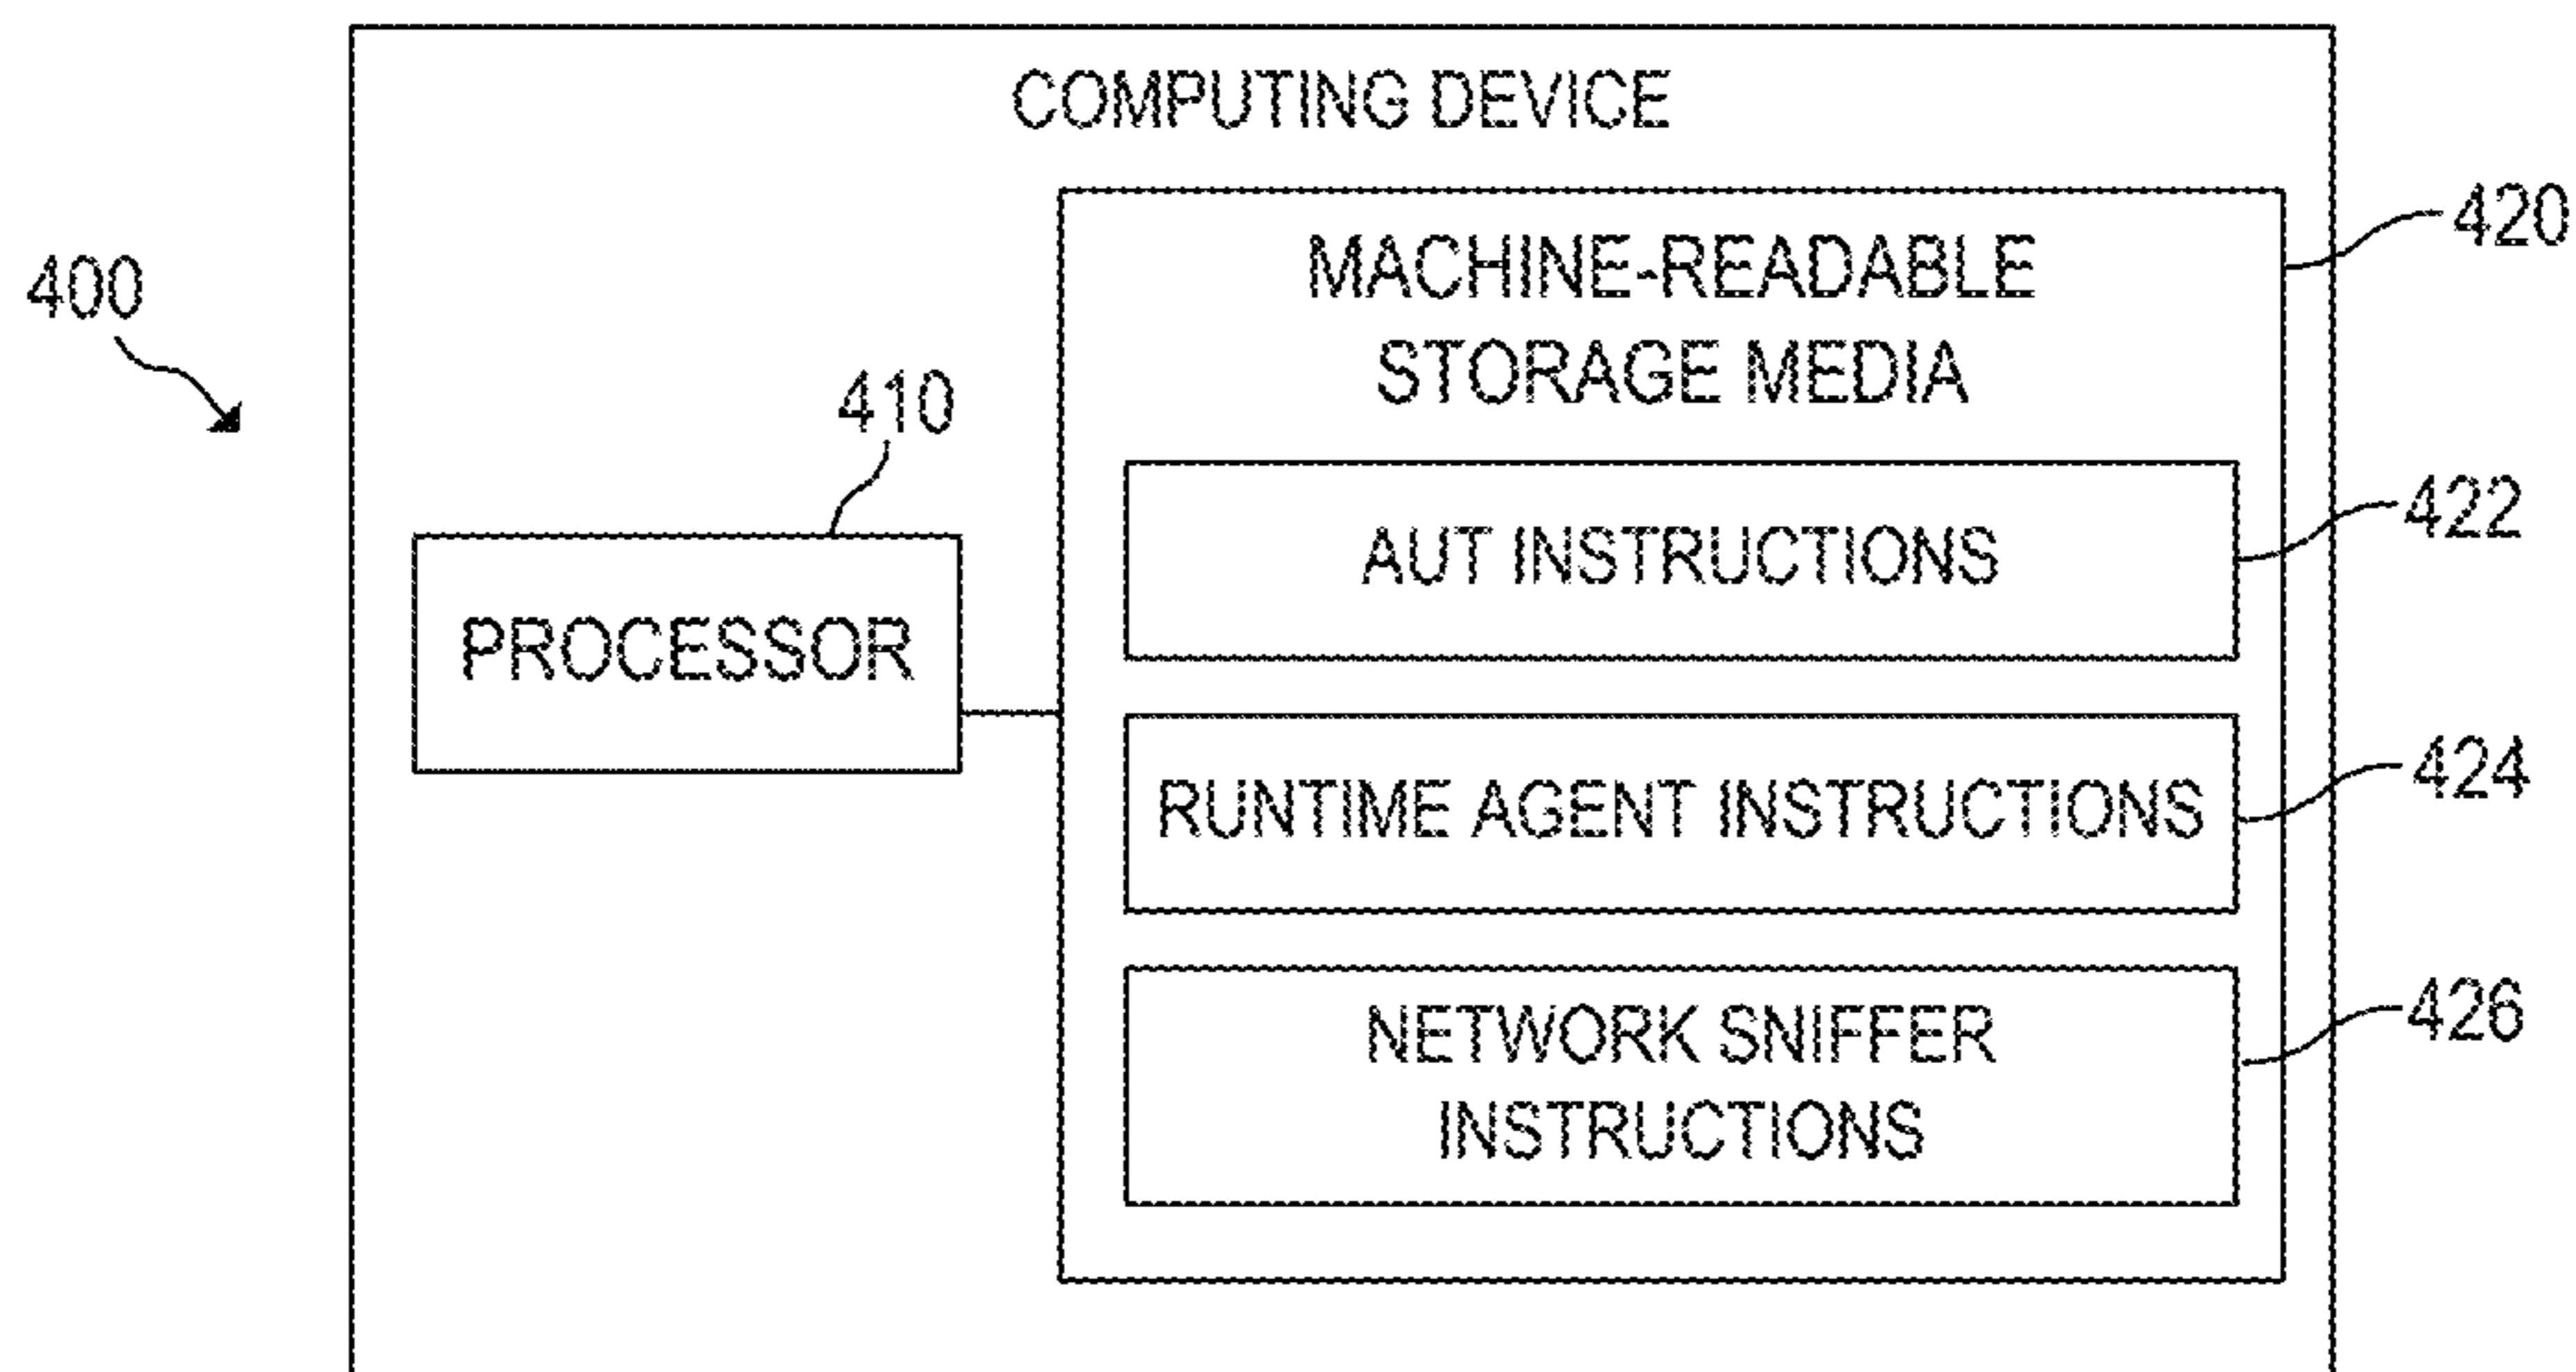 COMPUTING DEVICE
420
MACHINE-READABLE
STORAGE MEDIA
400
410
422
AUT INSTRUCTIONS
PROCESSOR
424
RUNTIME AGENT INSTRUCTIONS
426
NETWORK SNIFFER
INSTRUCTIONS